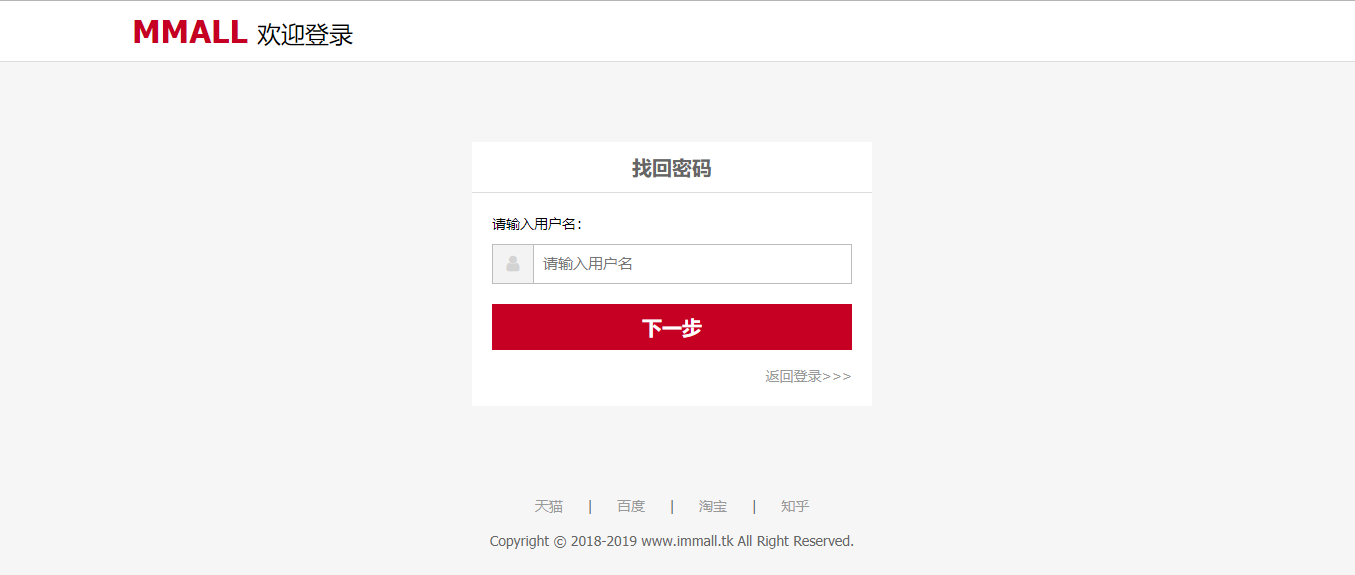 MMALL 欢迎登录
找回密码
请输入用户名：
请输入用户名
下一步
返回登录>>>
天猫 | 百度 | 淘宝 | 知乎
Copyright © 2018-2019 www.immall.tk All Right Reserved.